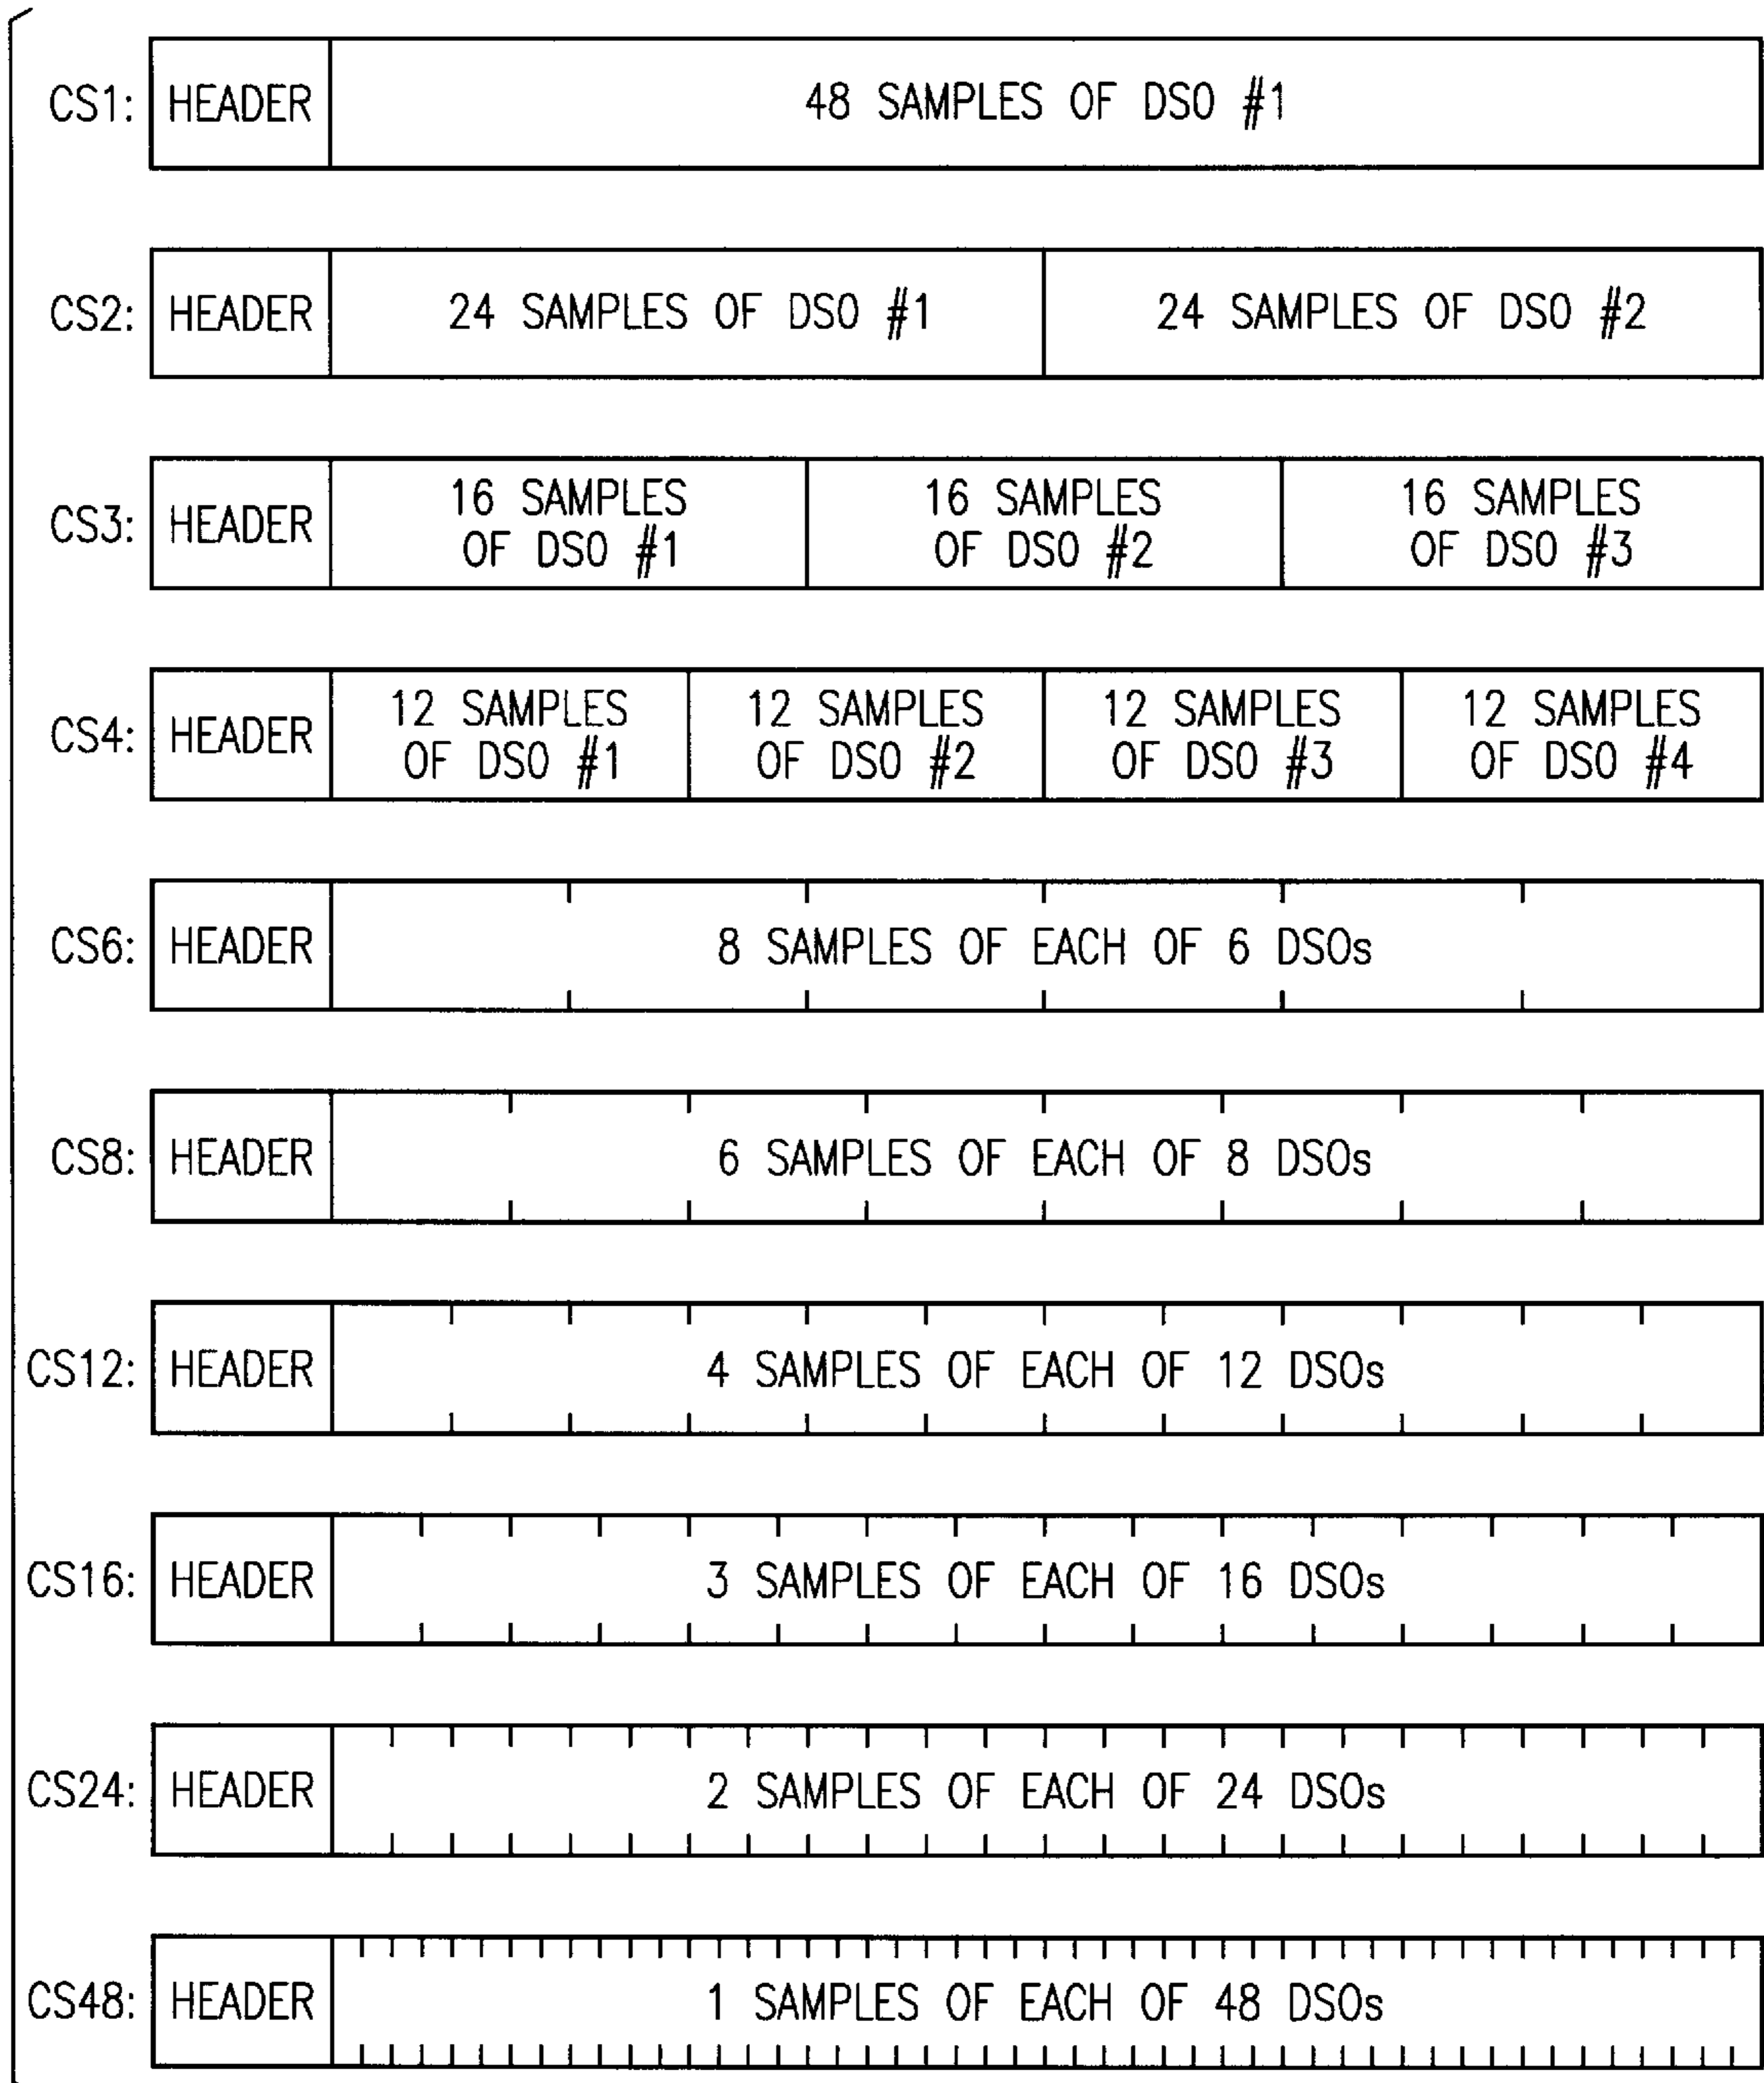 CS1: HEADER 48 SAMPLES OF DS0 #1
CS2: HEADER 24 SAMPLES OF DS0 #1 24 SAMPLES OF DS0 #2
CS3: HEADER 16 SAMPLES OF DS0 #1 16 SAMPLES OF DS0 #2 16 SAMPLES OF DS0 #3
CS4: HEADER 12 SAMPLES OF DS0 #1 12 SAMPLES OF DS0 #2 12 SAMPLES OF DS0 #3 12 SAMPLES OF DS0 #4
CS6: HEADER 8 SAMPLES OF EACH OF 6 DS0s
CS8: HEADER 6 SAMPLES OF EACH OF 8 DS0s
CS12: HEADER 4 SAMPLES OF EACH OF 12 DS0s
CS16: HEADER 3 SAMPLES OF EACH OF 16 DS0s
CS24: HEADER 2 SAMPLES OF EACH OF 24 DS0s
CS48: HEADER 1 SAMPLES OF EACH OF 48 DS0s